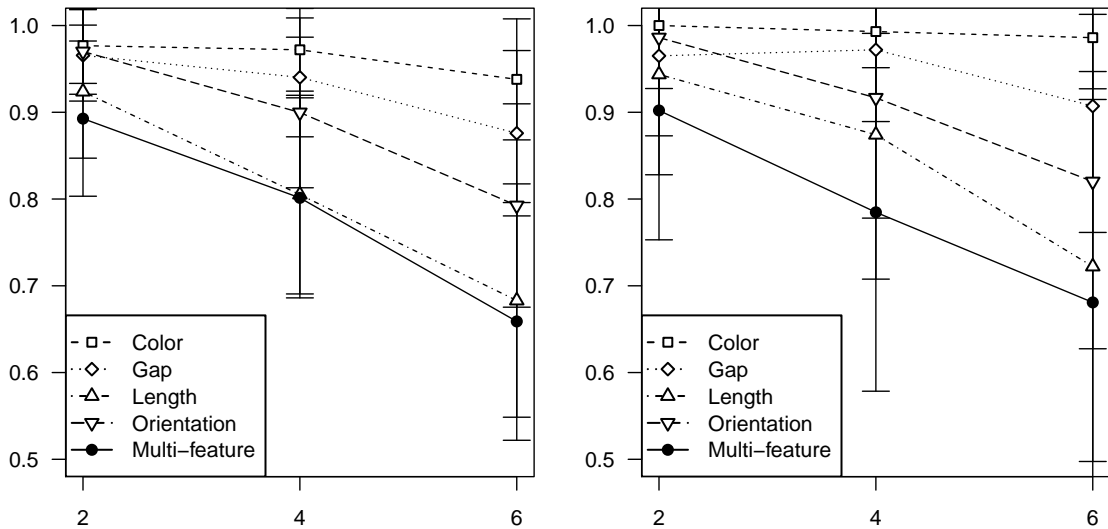 1.0
0.9
0.8
0.7
0.6
0.5
Color
Gap
Length
Orientation
Multi−feature
2 4 6
1.0
0.9
0.8
0.7
0.6
0.5
Color
Gap
Length
Orientation
Multi−feature
2 4 6